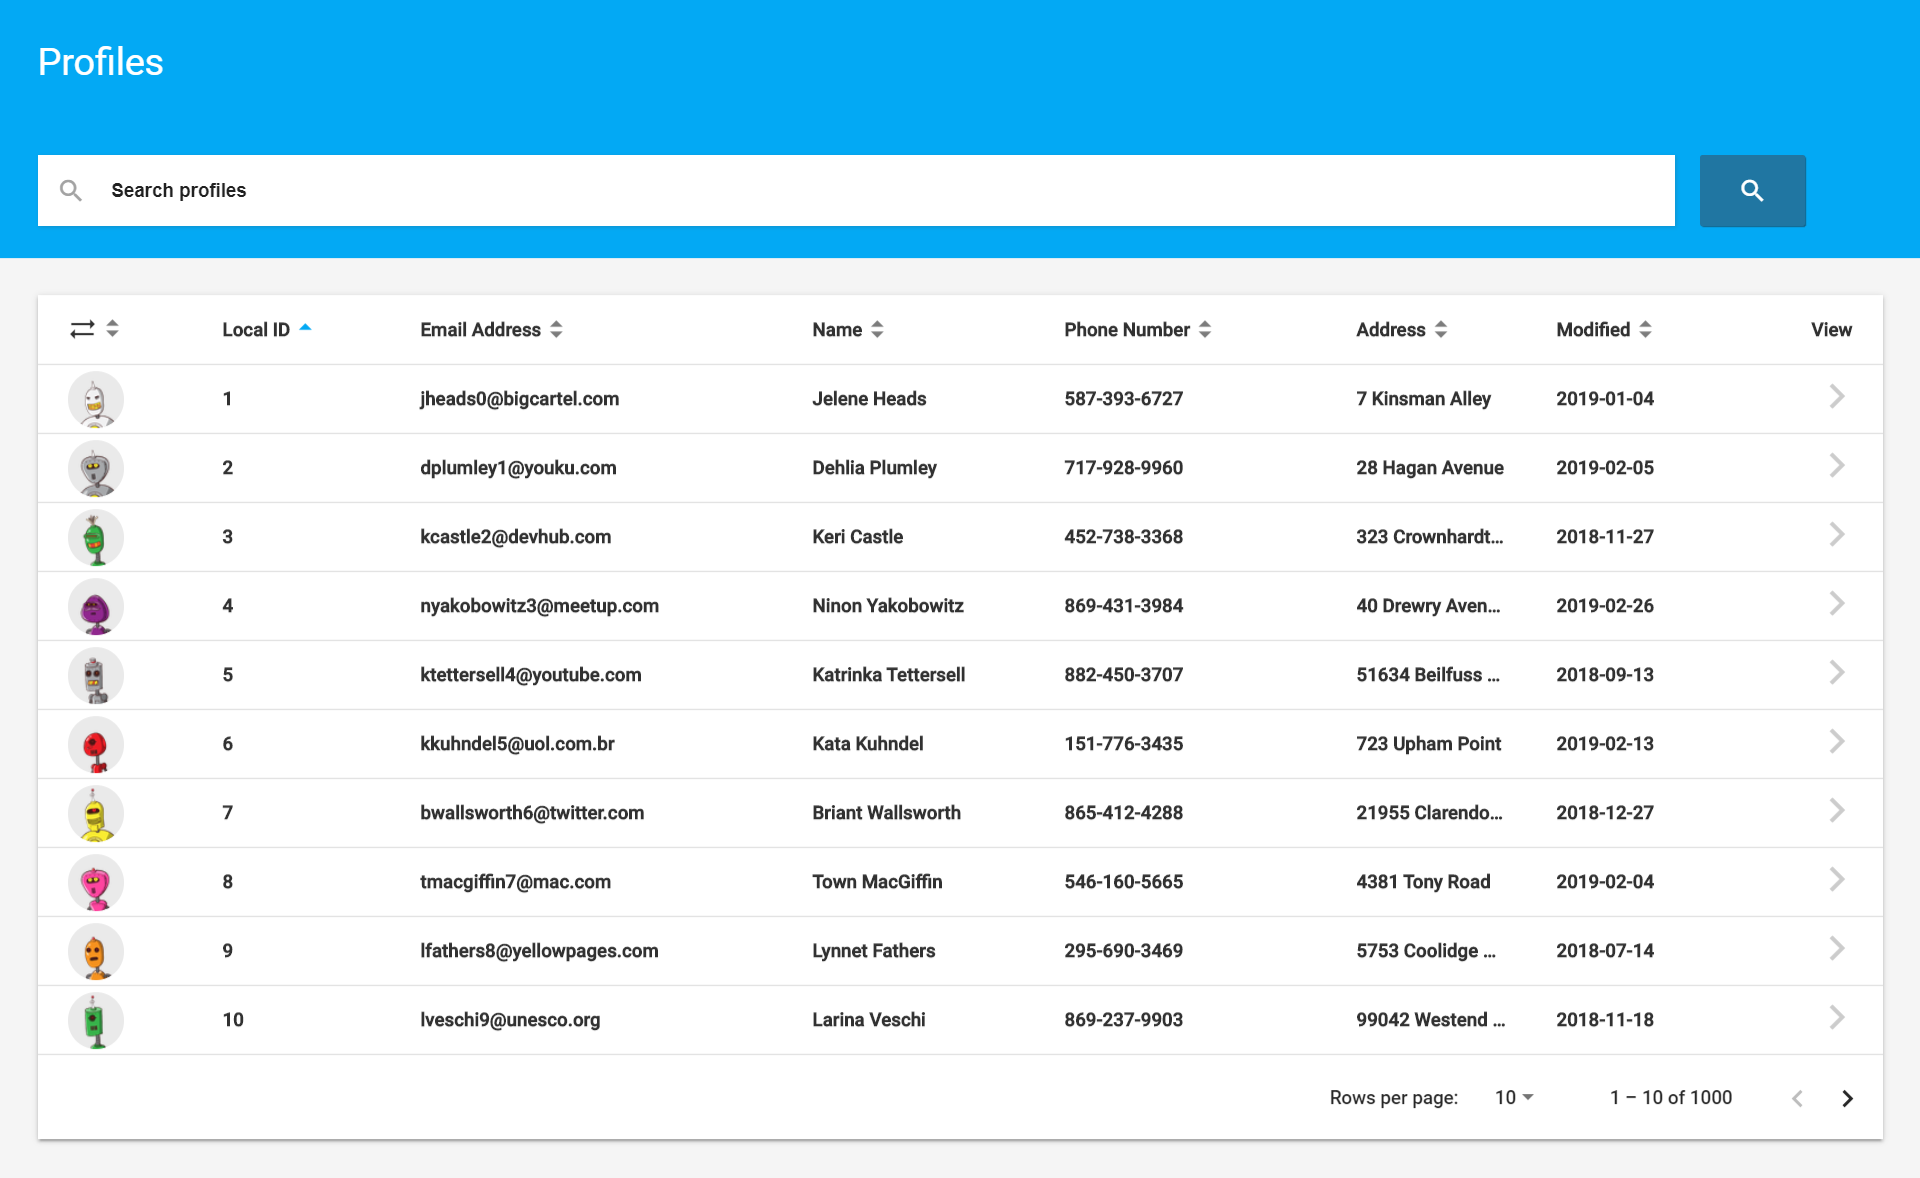 Profiles
Search profiles
Local ID Email Address Name Phone Number Address Modified View
1 jheads0@bigcartel.com Jelene Heads 587-393-6727 7 Kinsman Alley 2019-01-04
2 dplumley1@youku.com Dehlia Plumley 717-928-9960 28 Hagan Avenue 2019-02-05
3 kcastle2@devhub.com Keri Castle 452-738-3368 323 Crownhardt... 2018-11-27
4 nyakobowitz3@meetup.com Ninon Yakobowitz 869-431-3984 40 Drewry Aven... 2019-02-26
5 ktettersell4@youtube.com Katrinka Tettersell 882-450-3707 51634 Beilfuss ... 2018-09-13
6 kkuhndel5@uol.com.br Kata Kuhndel 151-776-3435 723 Upham Point 2019-02-13
7 bwallsworth6@twitter.com Briant Wallsworth 865-412-4288 21955 Clarendo... 2018-12-27
8 tmacgiffin7@mac.com Town MacGiffin 546-160-5665 4381 Tony Road 2019-02-04
9 lfathers8@yellowpages.com Lynnet Fathers 295-690-3469 5753 Coolidge ... 2018-07-14
10 lveschi9@unesco.org Larina Veschi 869-237-9903 99042 Westend ... 2018-11-18
Rows per page: 10 1 – 10 of 1000